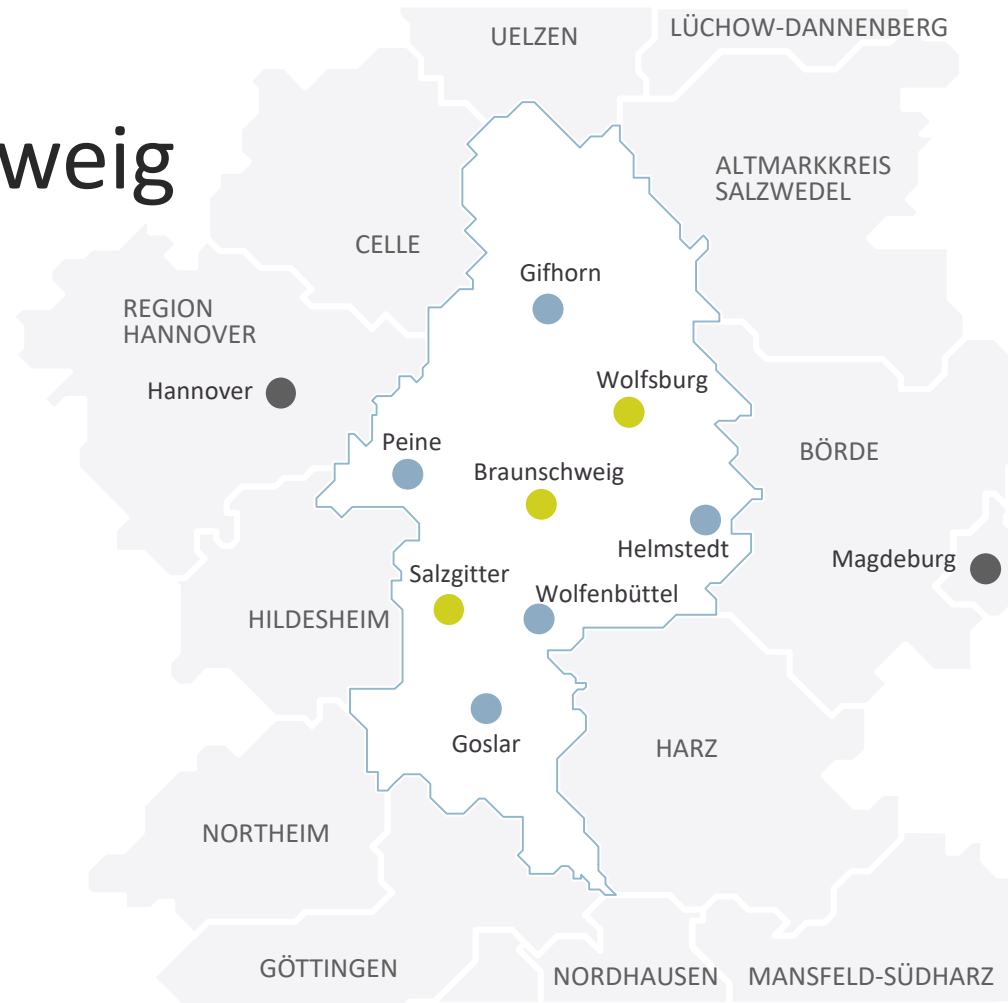 UELZEN
LÜCHOW-DANNENBERG
weig
ALTMARKKREIS
SALZWEDEL
CELLE
Gifhorn
REGION
HANNOVER
Hannover
Wolfsburg
Peine
BÖRDE
Braunschweig
Helmstedt
Magdeburg
Salzgitter
Wolfenbüttel
HILDESHEIM
Goslar
HARZ
NORTHEIM
GÖTTINGEN
NORDHAUSEN
MANSFELD-SÜDHARZ